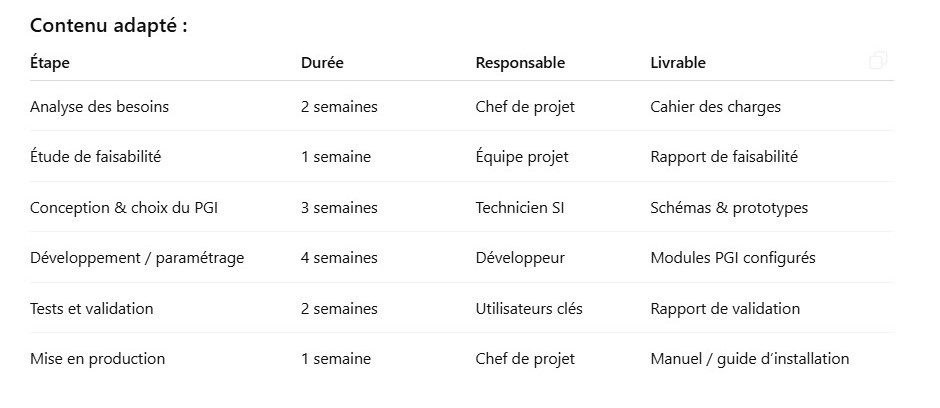 Contenu adapté :
Étape Durée Responsable Livrable
Analyse des besoins 2 semaines Chef de projet Cahier des charges
Étude de faisabilité 1 semaine Équipe projet Rapport de faisabilité
Conception & choix du PGI 3 semaines Technicien SI Schémas & prototypes
Développement / paramétrage 4 semaines Développeur Modules PGI configurés
Tests et validation 2 semaines Utilisateurs clés Rapport de validation
Mise en production 1 semaine Chef de projet Manuel / guide d’installation